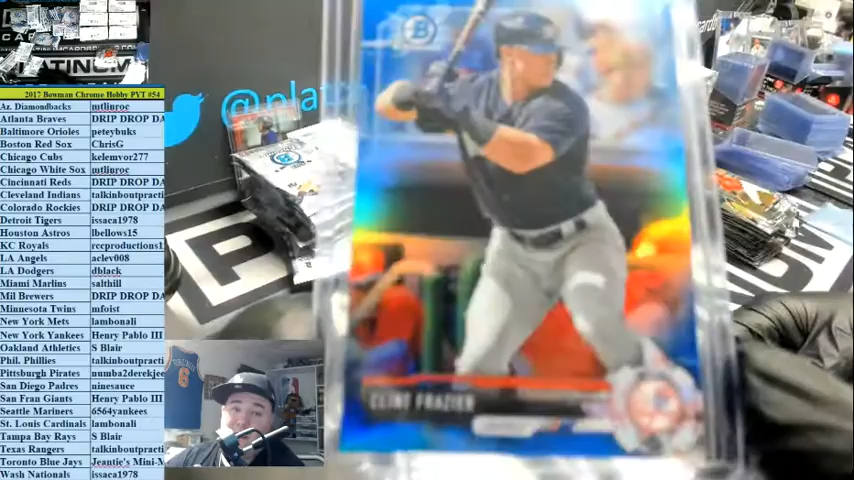 PLATINUM
2017 Bowman Chrome Hobby PYT #54
Az. Diamondbacks mtlinroc
Atlanta Braves DRIP DROP DA
Baltimore Orioles peteybuks
Boston Red Sox ChrisG
Chicago Cubs kelemvor277
Chicago White Sox mtlinroc
Cincinnati Reds DRIP DROP DA
Cleveland Indians talkinboutpracti
Colorado Rockies DRIP DROP DA
Detroit Tigers issaca1978
Houston Astros lbellows15
KC Royals rccproductions1
LA Angels aclev008
LA Dodgers dblack
Miami Marlins salthill
Mil Brewers DRIP DROP DA
Minnesota Twins mfoist
New York Mets lambonali
New York Yankees Henry Pablo III
Oakland Athletics S Blair
Phil. Phillies talkinboutpracti
Pittsburgh Pirates numba2derekjee
San Diego Padres ninesauce
San Fran Giants Henry Pablo III
Seattle Mariners 6564yankees
St. Louis Cardinals lambonali
Tampa Bay Rays S Blair
Texas Rangers talkinboutpracti
Toronto Blue Jays Jeantie's Mini-M
Wash Nationals issaca1978
@plat
B
CLINT FRAZIER
6